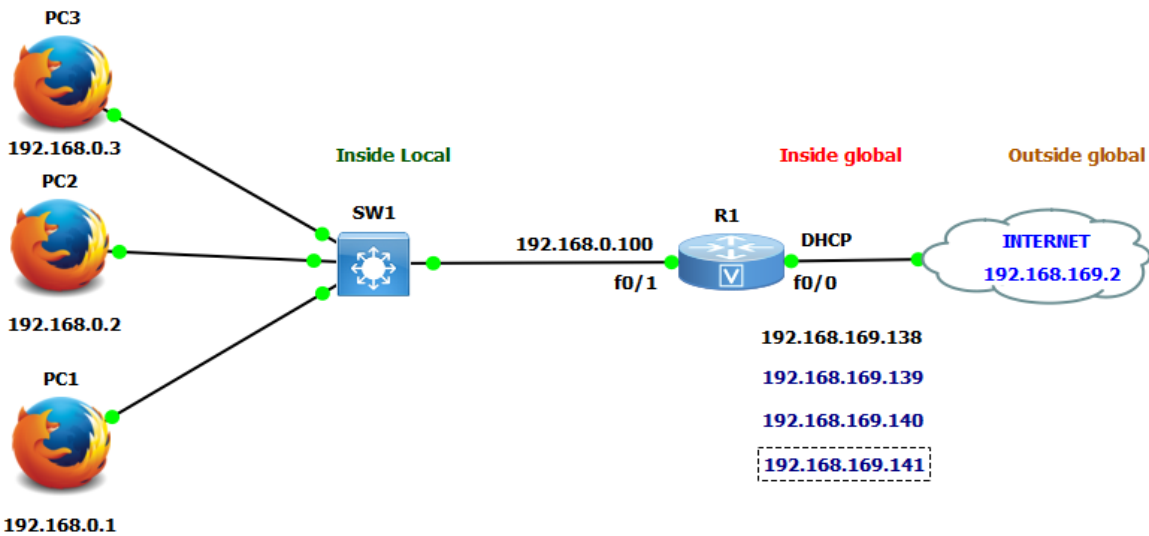 PC3
192.168.0.3
PC2
192.168.0.2
PC1
192.168.0.1
Inside Local
SW1
192.168.0.100
f0/1
Inside global
R1
DHCP
f0/0
192.168.169.138
192.168.169.139
192.168.169.140
192.168.169.141
Outside global
INTERNET
192.168.169.2
V